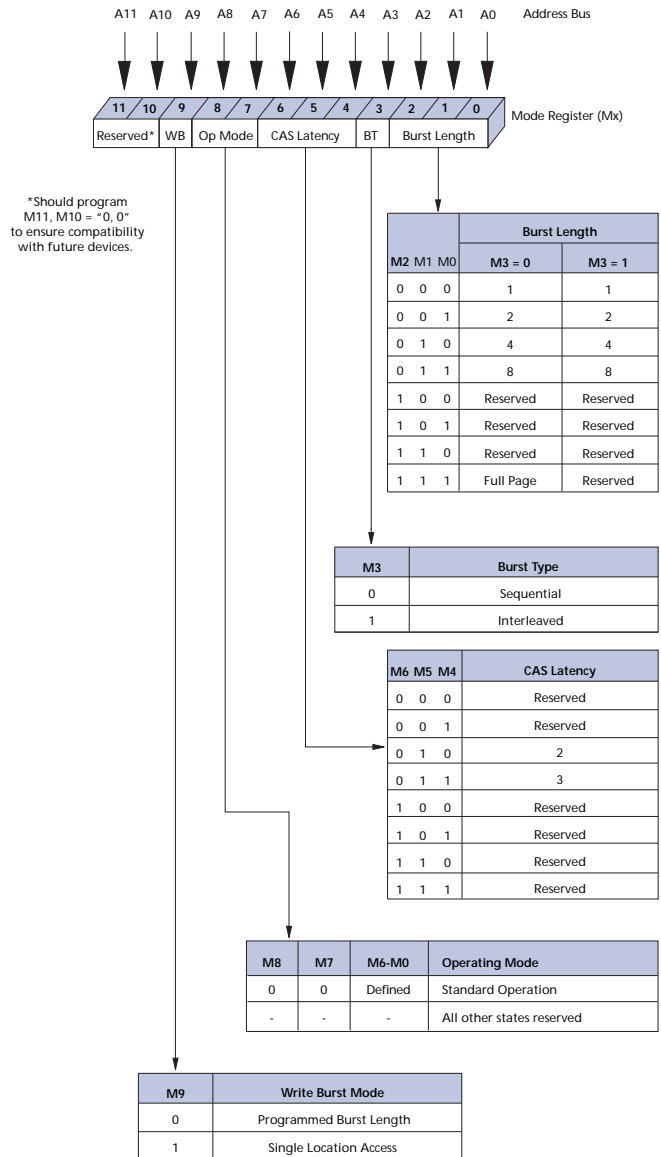 A11 A10 A9 A8 A7 A6 A5 A4 A3 A2 A1 A0 Address Bus
11 10 9 8 7 6 5 4 3 2 1 0
Mode Register (Mx)
Reserved* WB Op Mode CAS Latency BT Burst Length
*Should program
M11, M10 = “0, 0”
to ensure compatibility
with future devices.
Burst Length
M2 M1 M0 M3 = 0 M3 = 1
0 0 0 1 1
0 0 1 2 2
0 1 0 4 4
0 1 1 8 8
1 0 0 Reserved Reserved
1 0 1 Reserved Reserved
1 1 0 Reserved Reserved
1 1 1 Full Page Reserved
M3 Burst Type
0 Sequential
1 Interleaved
M6 M5 M4 CAS Latency
0 0 0 Reserved
0 0 1 Reserved
0 1 0 2
0 1 1 3
1 0 0 Reserved
1 0 1 Reserved
1 1 0 Reserved
1 1 1 Reserved
M8 M7 M6-M0 Operating Mode
0 0 Defined Standard Operation
- - - All other states reserved
M9 Write Burst Mode
0 Programmed Burst Length
1 Single Location Access